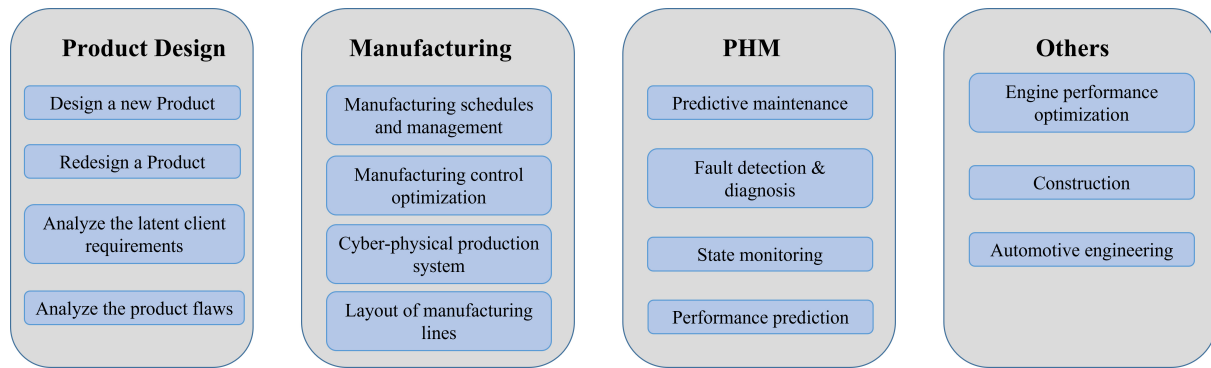 Product Design
Design a new Product
Redesign a Product
Analyze the latent client
requirements
Analyze the product flaws
Manufacturing
Manufacturing schedules
and management
Manufacturing control
optimization
Cyber-physical production
system
Layout of manufacturing
lines
PHM
Predictive maintenance
Fault detection &
diagnosis
State monitoring
Performance prediction
Others
Engine performance
optimization
Construction
Automotive engineering